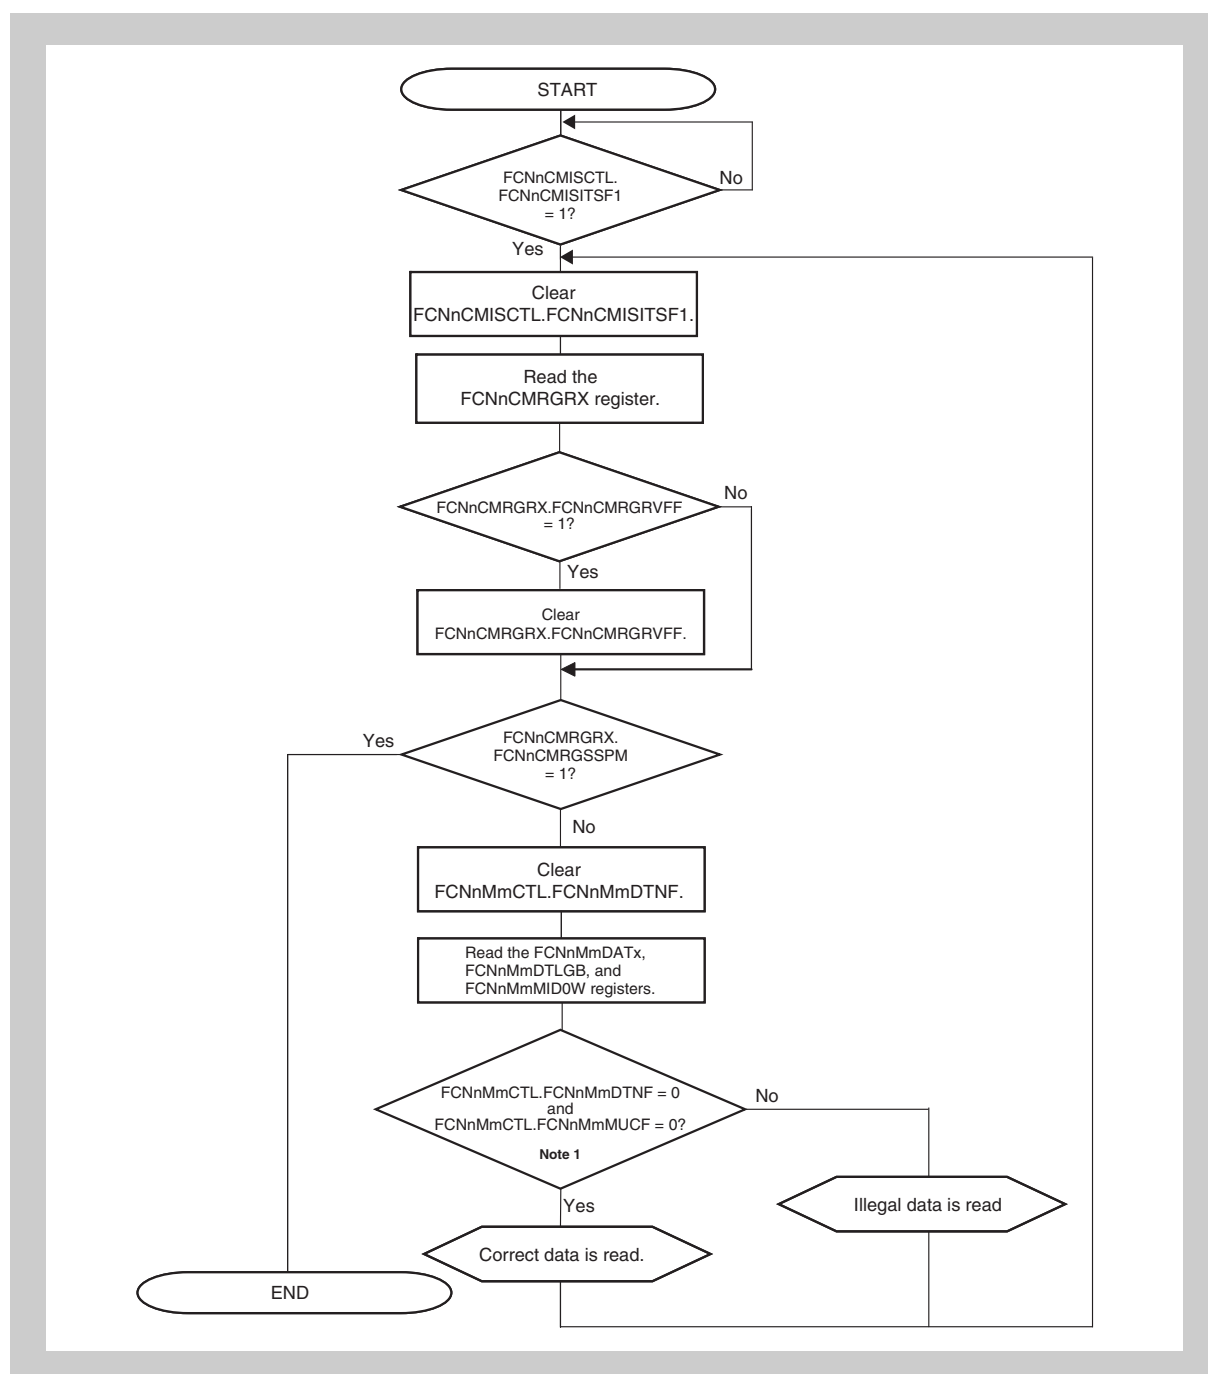 START
FCNnCMISCTL.
FCNnCMISITSF1
= 1?
No
Yes
Clear
FCNnCMISCTL.FCNnCMISITSF1.
Read the
FCNnCMRGRX register.
FCNnCMRGRX.FCNnCMRGRVFF
= 1?
No
Yes
Clear
FCNnCMRGRX.FCNnCMRGRVFF.
FCNnCMRGRX.
FCNnCMRGSSPM
= 1?
Yes
No
Clear
FCNnMmCTL.FCNnMmDTNF.
Read the FCNnMmDATx,
FCNnMmDTLGB, and
FCNnMmMID0W registers.
FCNnMmCTL.FCNnMmDTNF = 0
and
FCNnMmCTL.FCNnMmMUCF = 0?
Note 1
No
Yes
Illegal data is read
Correct data is read.
END